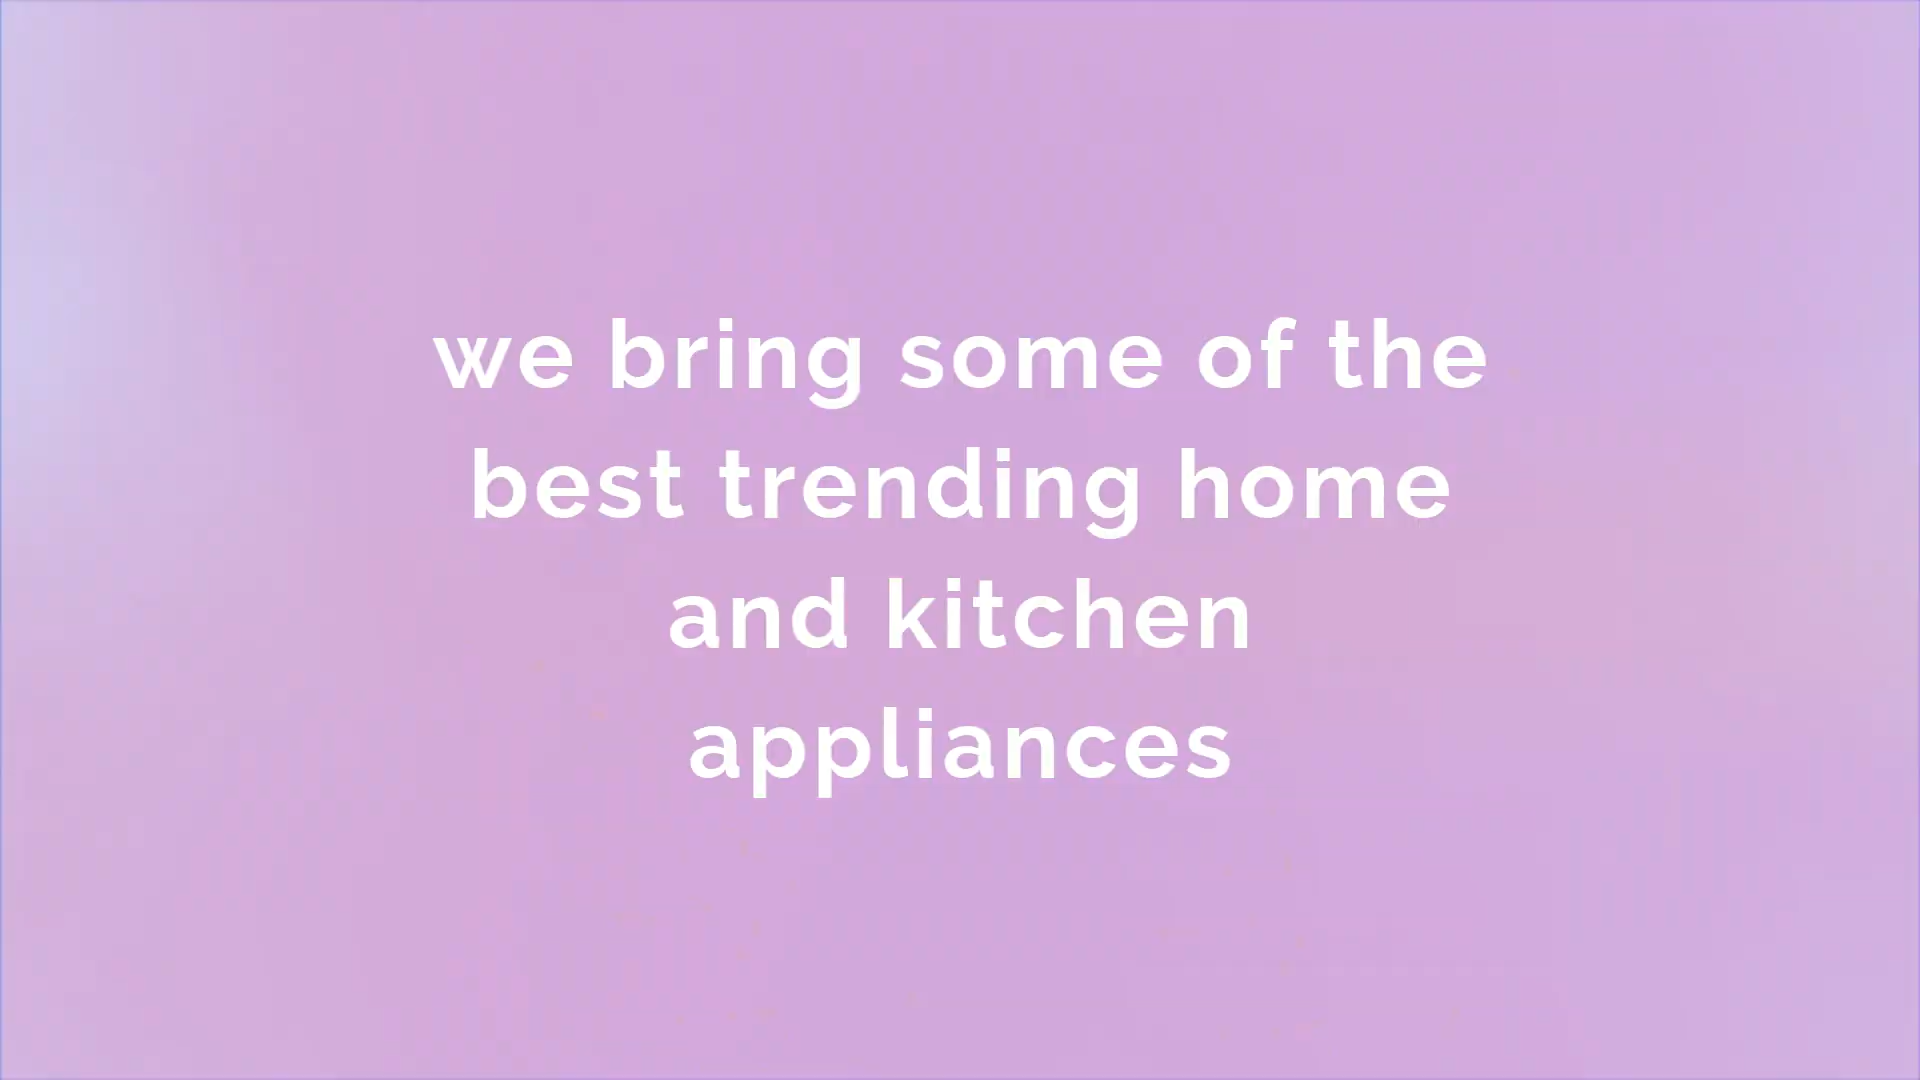 we bring some of the
best trending home
and kitchen
appliances